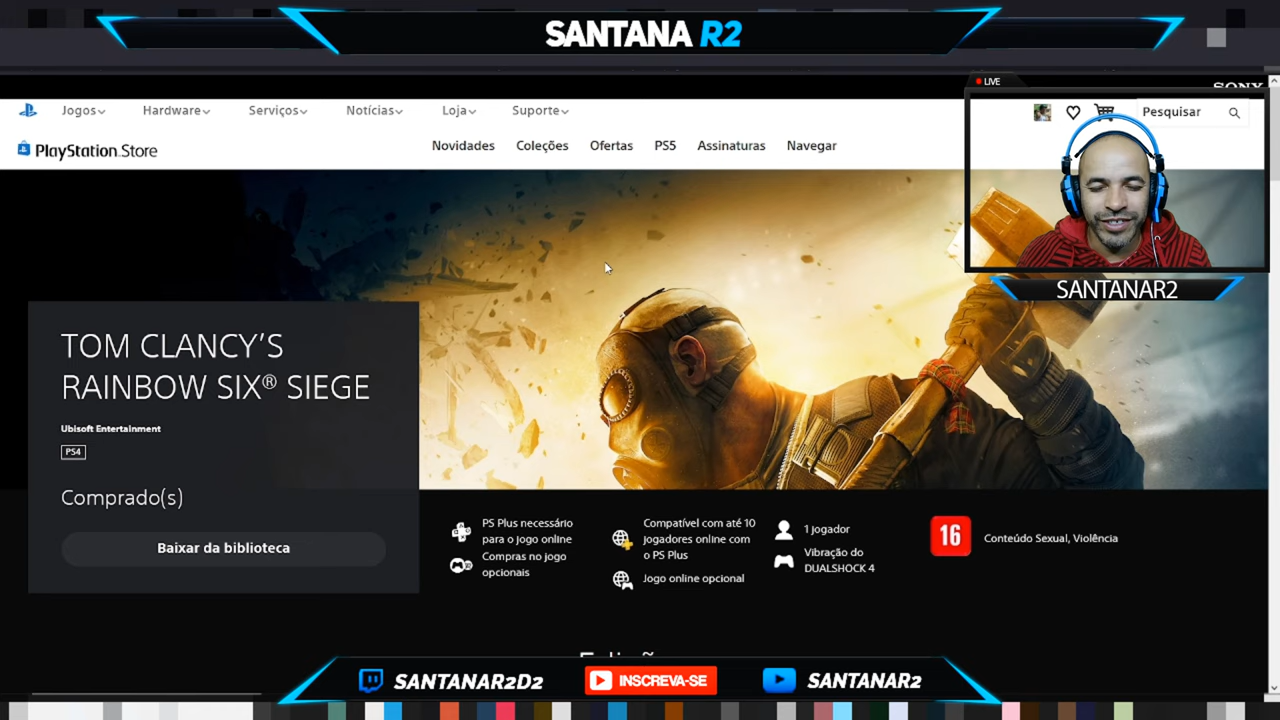 SANTANA R2
LIVE
SONY
Jogos
Hardware
Serviços
Notícias
Loja
Suporte
Pesquisar
PlayStation.Store
Novidades
Coleções
Ofertas
PS5
Assinaturas
Navegar
SANTANAR2
TOM CLANCY'S
RAINBOW SIX® SIEGE
Ubisoft Entertainment
PS4
Comprado(s)
Baixar da biblioteca
PS Plus necessário
para o jogo online
Compras no jogo
opcionais
Compatível com até 10
jogadores online com
o PS Plus
Jogo online opcional
1 jogador
Vibração do
DUALSHOCK 4
16
Conteúdo Sexual, Violência
SANTANAR2D2
INSCREVA-SE
SANTANAR2